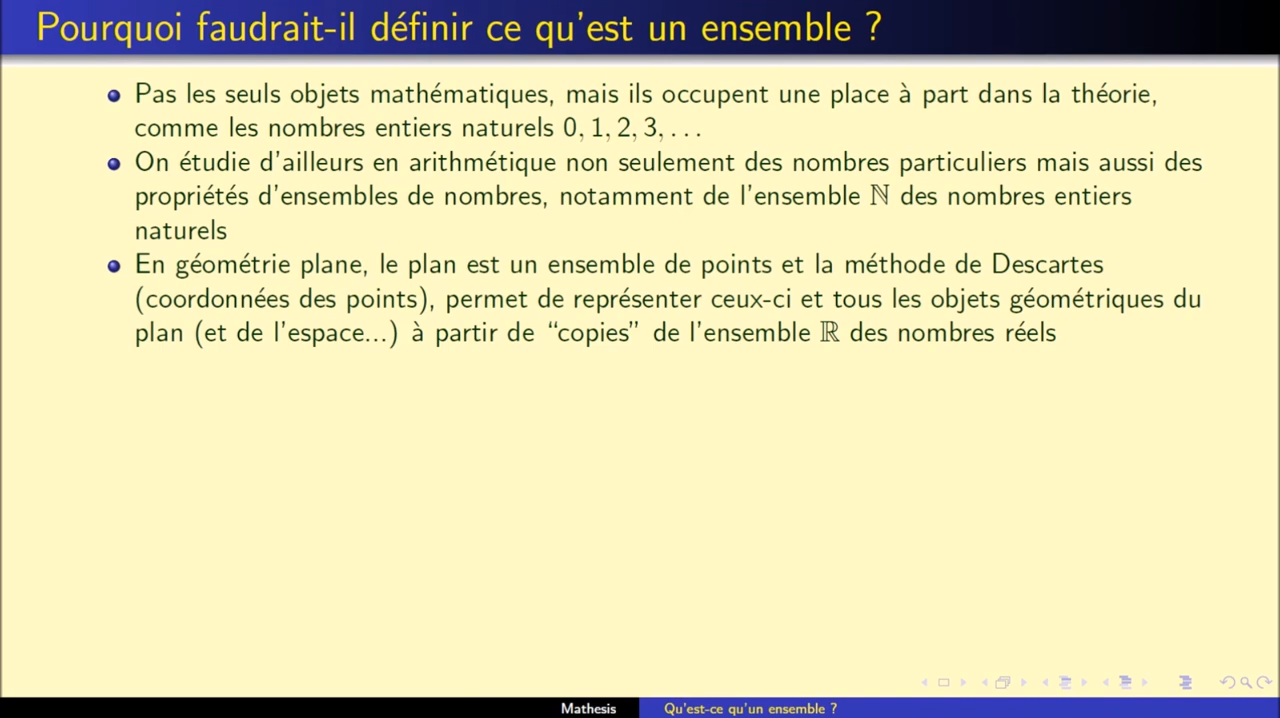 Pourquoi faudrait-il définir ce qu'est un ensemble ?
Pas les seuls objets mathématiques, mais ils occupent une place à part dans la théorie,
comme les nombres entiers naturels 0, 1, 2, 3, . . .
On étudie d'ailleurs en arithmétique non seulement des nombres particuliers mais aussi des
propriétés d'ensembles de nombres, notamment de l'ensemble ℕ des nombres entiers
naturels
En géométrie plane, le plan est un ensemble de points et la méthode de Descartes
(coordonnées des points), permet de représenter ceux-ci et tous les objets géométriques du
plan (et de l'espace...) à partir de “copies” de l'ensemble ℝ des nombres réels
Mathesis
Qu'est-ce qu'un ensemble ?